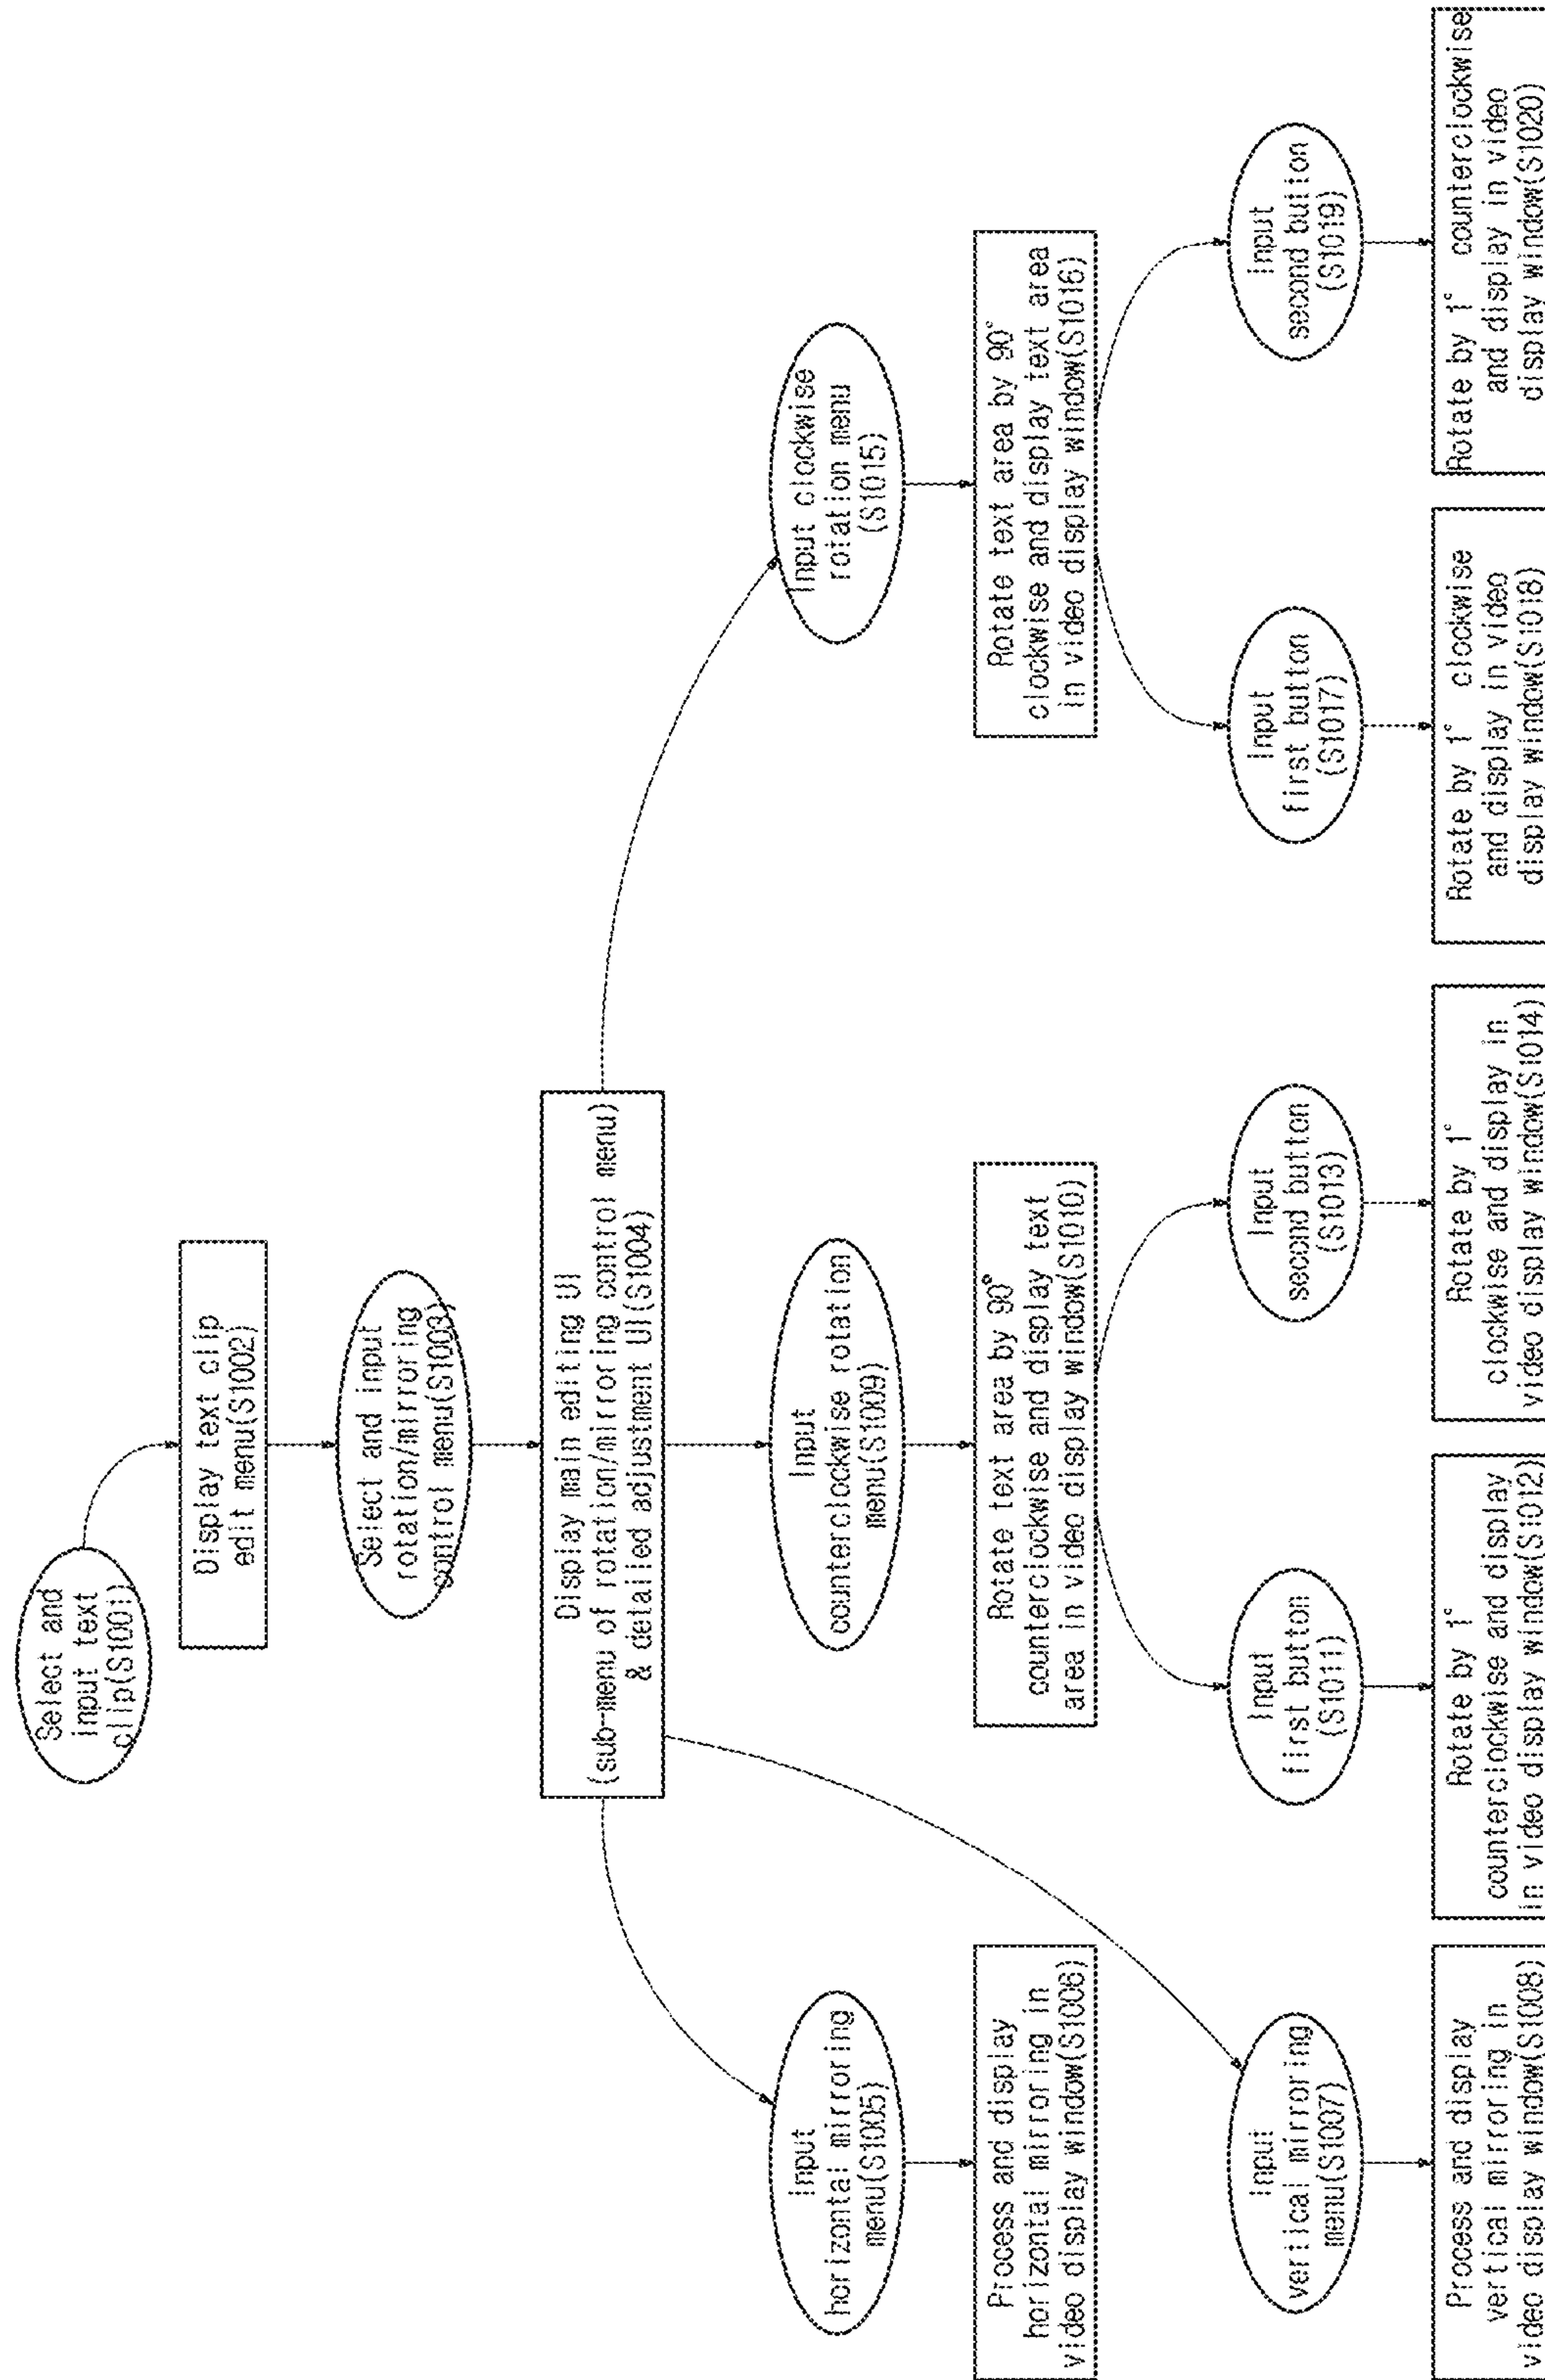 Select and
input text
clip(S1001)
Display text clip
edit menu(S1002)
Select and input
rotation/mirroring
control menu(S1003)
Display main editing UI
(sub-menu of rotation/mirroring control menu)
& detailed adjustment UI(S1004)
Input
horizontal mirroring
menu(S1005)
Process and display
horizontal mirroring in
video display window(S1006)
Input
vertical mirroring
menu(S1007)
Process and display
vertical mirroring in
video display window(S1008)
Input
counterclockwise rotation
menu(S1009)
Rotate text area by 90°
counterclockwise and display text
area in video display window(S1010)
Input
first button
(S1011)
Rotate by 1°
counterclockwise and display
in video display window(S1012)
Input
second button
(S1013)
Rotate by 1°
clockwise and display in
video display window(S1014)
Input clockwise
rotation menu
(S1015)
Rotate text area by 90°
clockwise and display text area
in video display window(S1016)
Input
first button
(S1017)
Rotate by 1° clockwise
and display in video
display window(S1018)
Input
second button
(S1019)
Rotate by 1° counterclockwise
and display in video
display window(S1020)